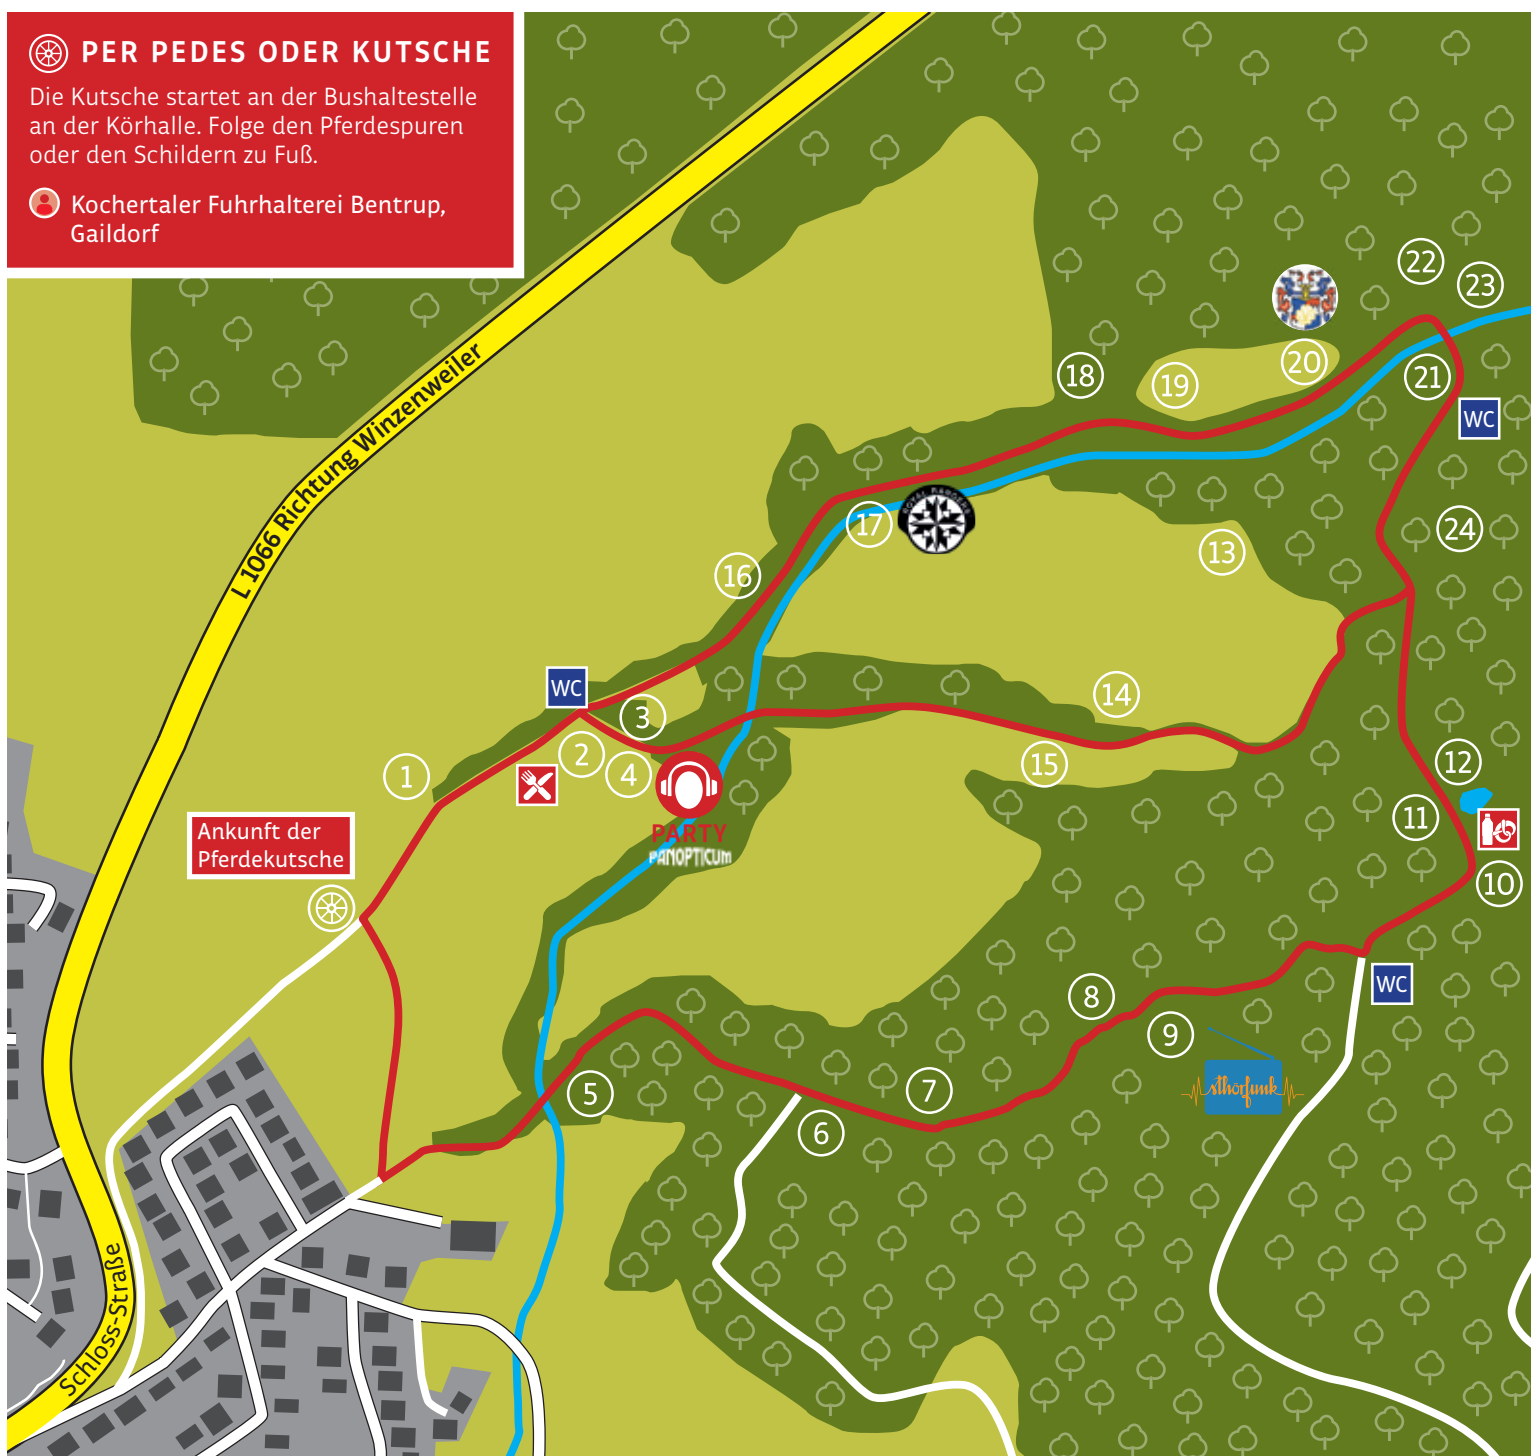 PER PEDES ODER KUTSCHE
Die Kutsche startet an der Bushaltestelle
an der Körhalle. Folge den Pferdespuren
oder den Schildern zu Fuß.
Kochertaler Fuhrhalterei Bentrup,
Gaildorf
L 1066 Richtung Winzenweiler
22
23
20
18
19
21
WC
ROYAL RANGERS
17
24
13
16
WC
3
14
2
4
1
15
12
PARTY
PANOPTICUM
11
Ankunft der
Pferdekutsche
10
8
WC
9
sthörfunk
5
7
6
Schloss-Straße